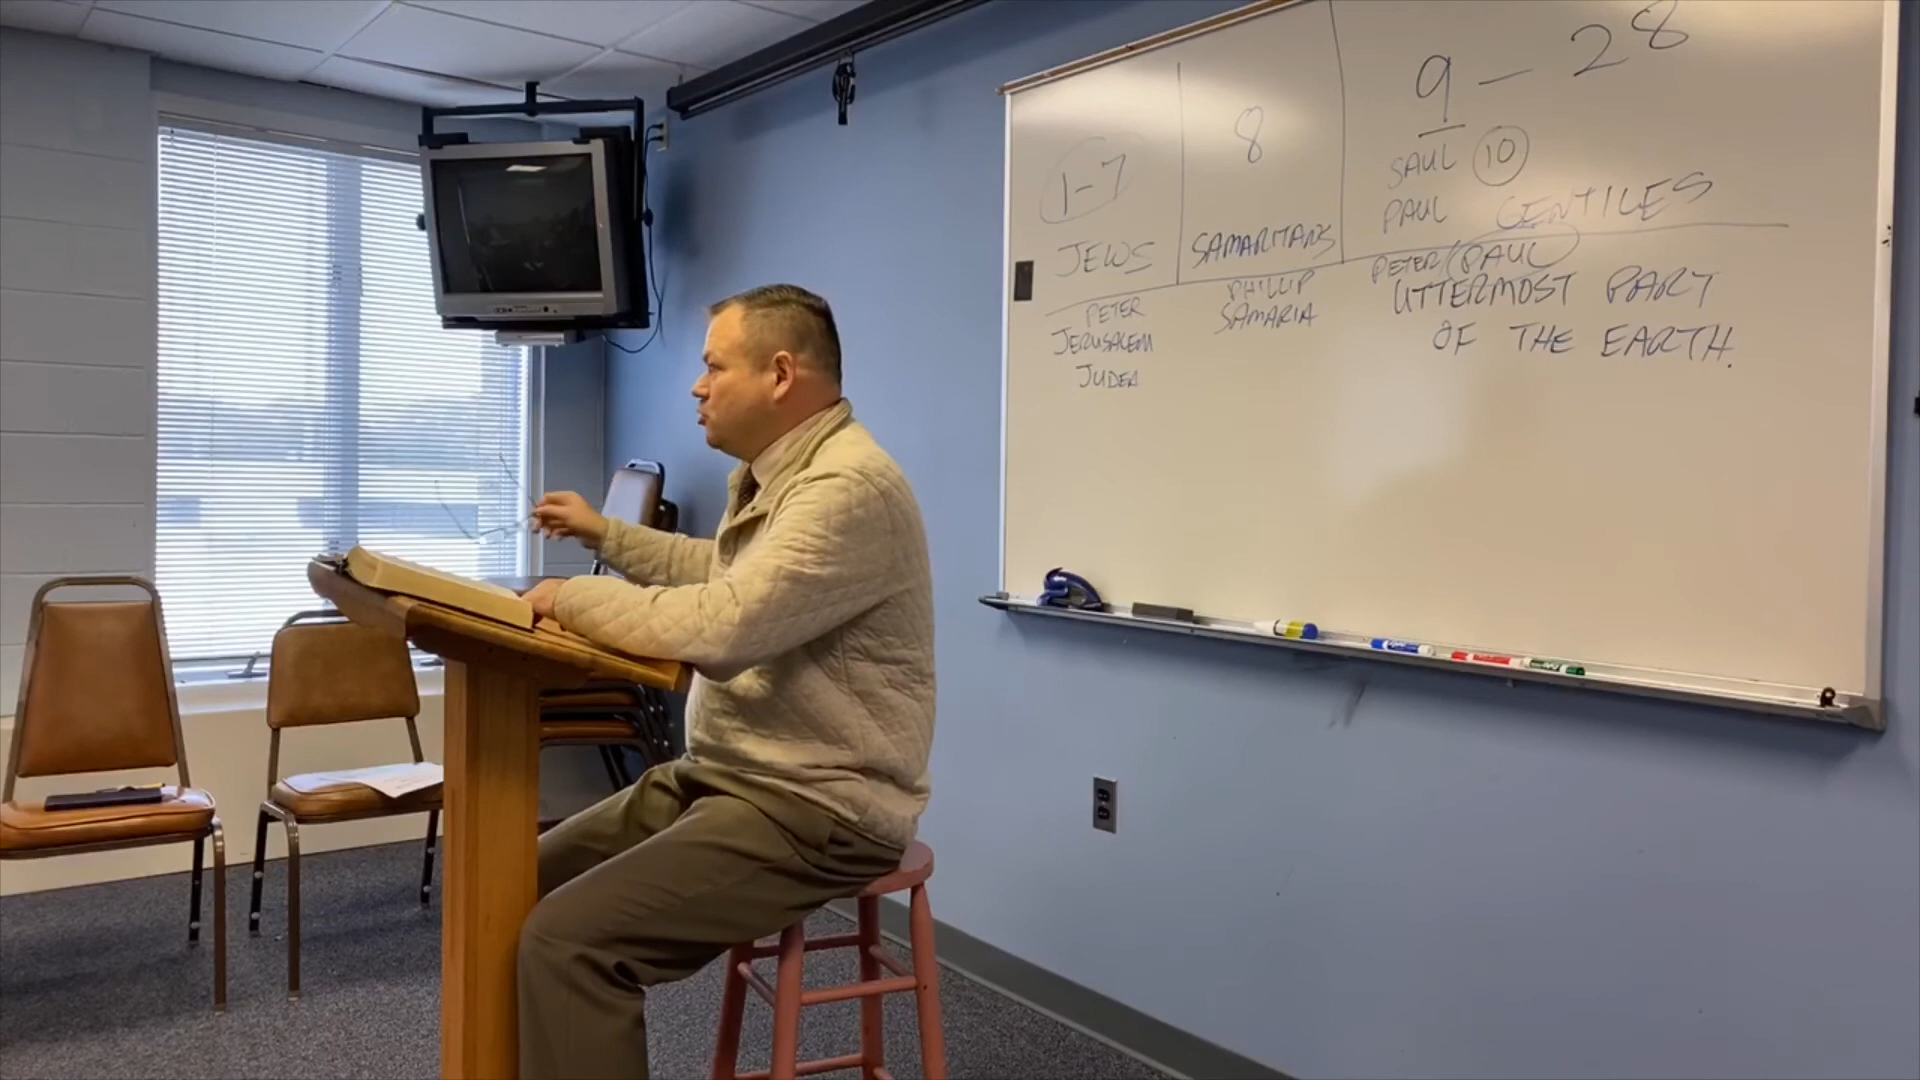 1-7
JEWS
PETER
JERUSALEM
JUDEA
8
SAMARITANS
PHILLIP
SAMARIA
9 - 28
SAUL 10
PAUL GENTILES
PETER/PAUL
UTTERMOST PART
OF THE EARTH.